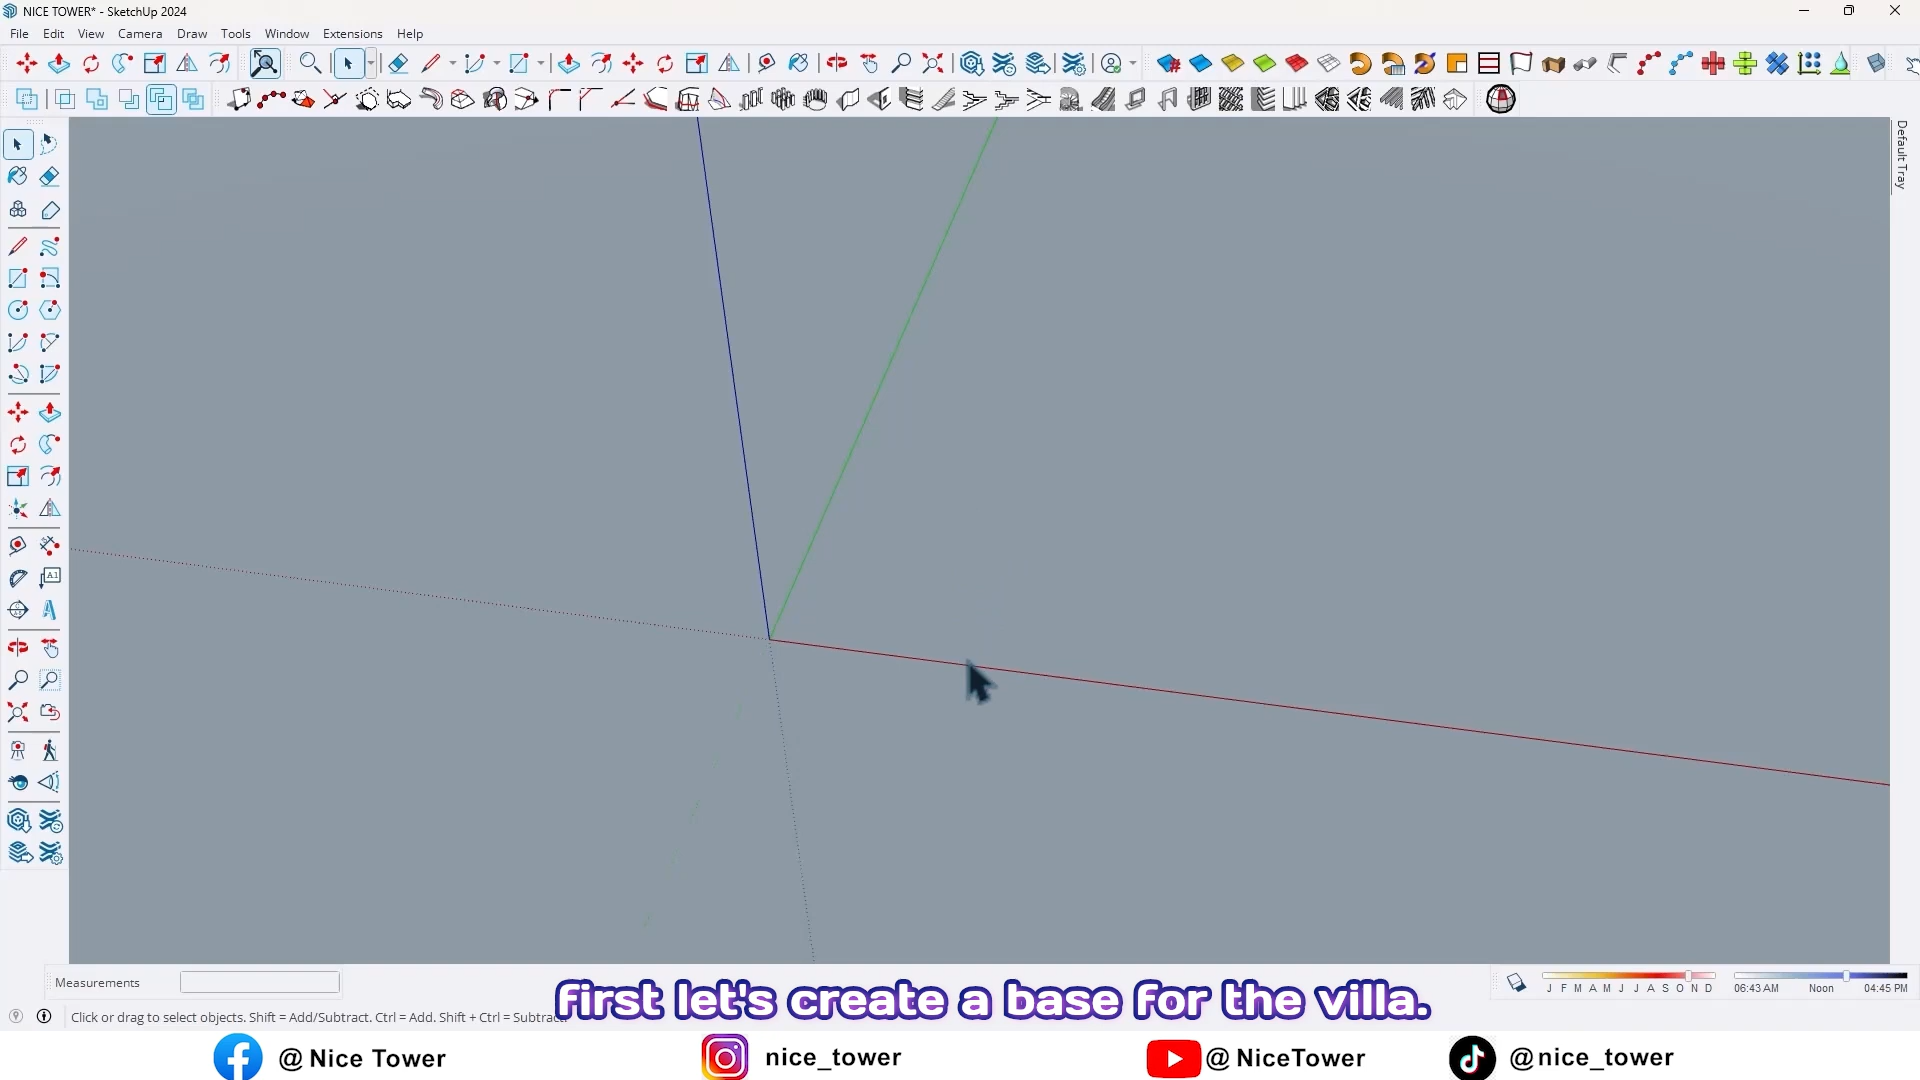 NICE TOWER* - SketchUp 2024
File Edit View Camera Draw Tools Window Extensions Help
Default Tray
A1
Measurements
J F M A M J J A S O N D
06:43 AM Noon 04:45 PM
first let's create a base for the villa.
Click or drag to select objects. Shift = Add/Subtract. Ctrl = Add. Shift + Ctrl = Subtract.
@ Nice Tower nice_tower @ NiceTower @nice_tower